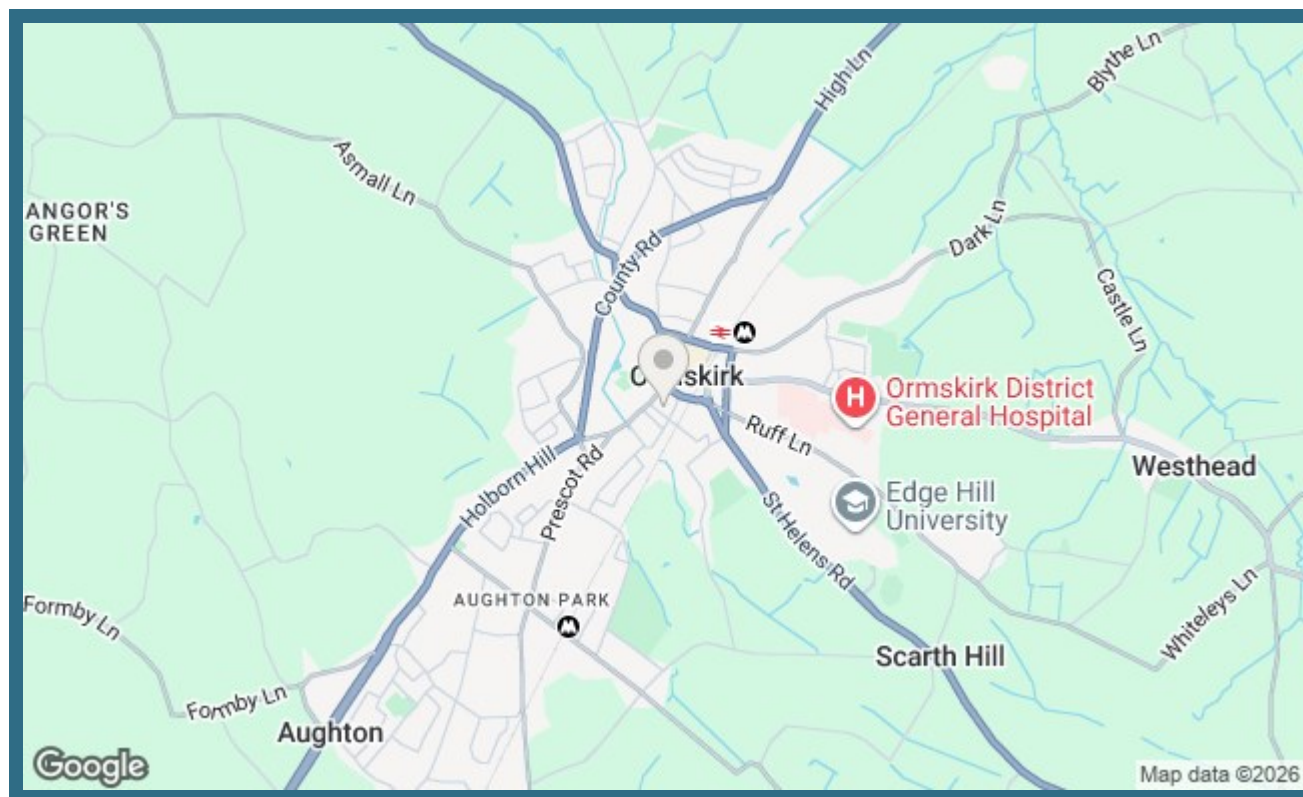 High Ln
Blythe Ln
Asmall Ln
ANGOR'S
GREEN
Dark Ln
County Rd
Castle Ln
skirk
Ormskirk District
General Hospital
H
Ruff Ln
Westhead
Holborn Hill
Prescot Rd
Edge Hill
University
St Helens Rd
AUGHTON PARK
Formby Ln
Whiteleys Ln
Scarth Hill
Formby Ln
Aughton
Google
Map data ©2026